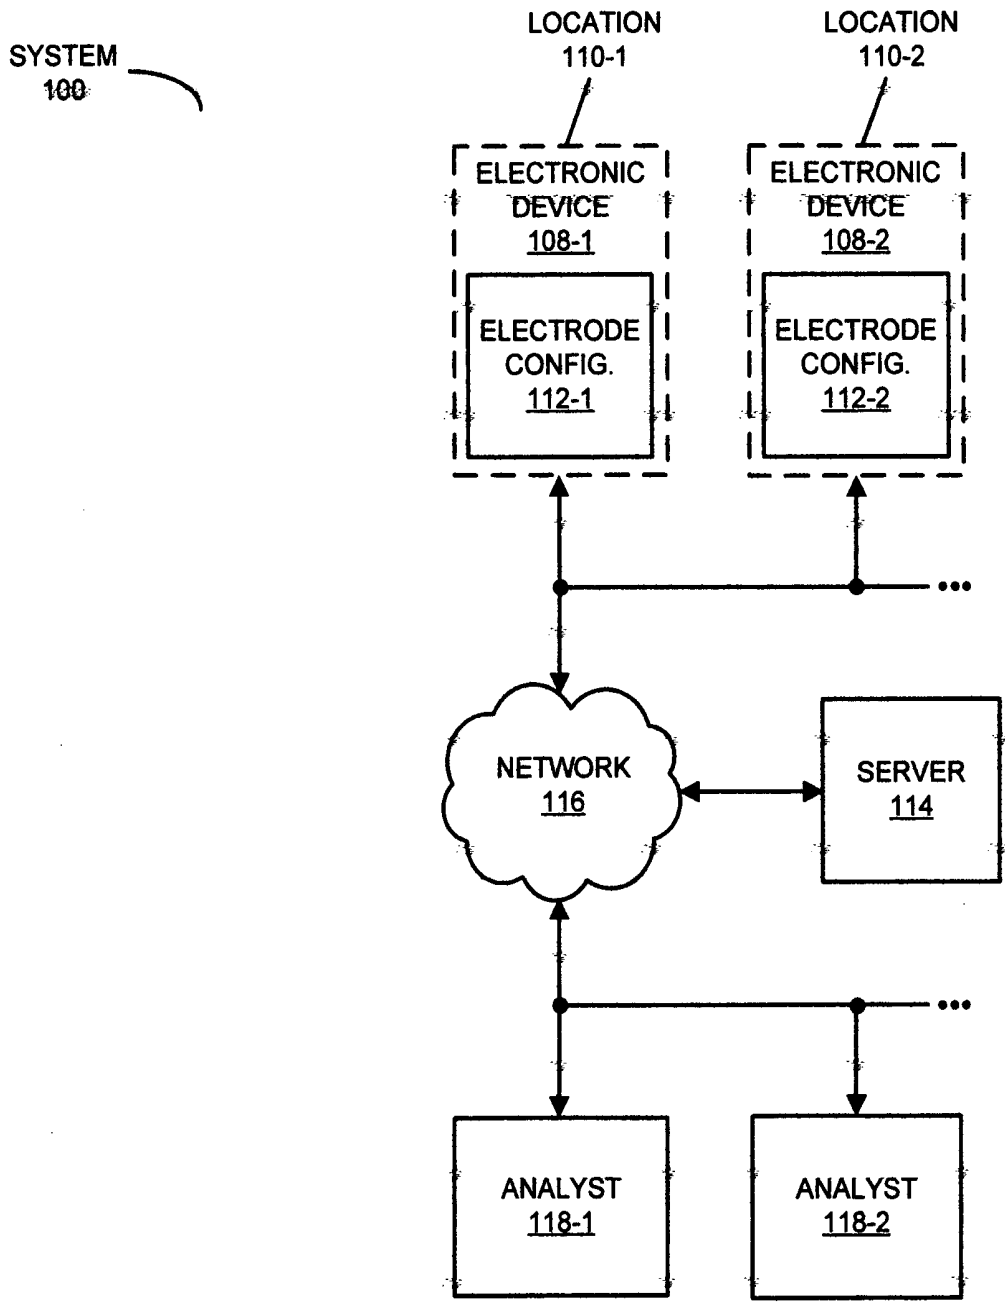 SYSTEM
100
LOCATION
110-1
LOCATION
110-2
ELECTRONIC
DEVICE
108-1
ELECTRODE
CONFIG.
112-1
ELECTRONIC
DEVICE
108-2
ELECTRODE
CONFIG.
112-2
•••
NETWORK
116
SERVER
114
•••
ANALYST
118-1
ANALYST
118-2